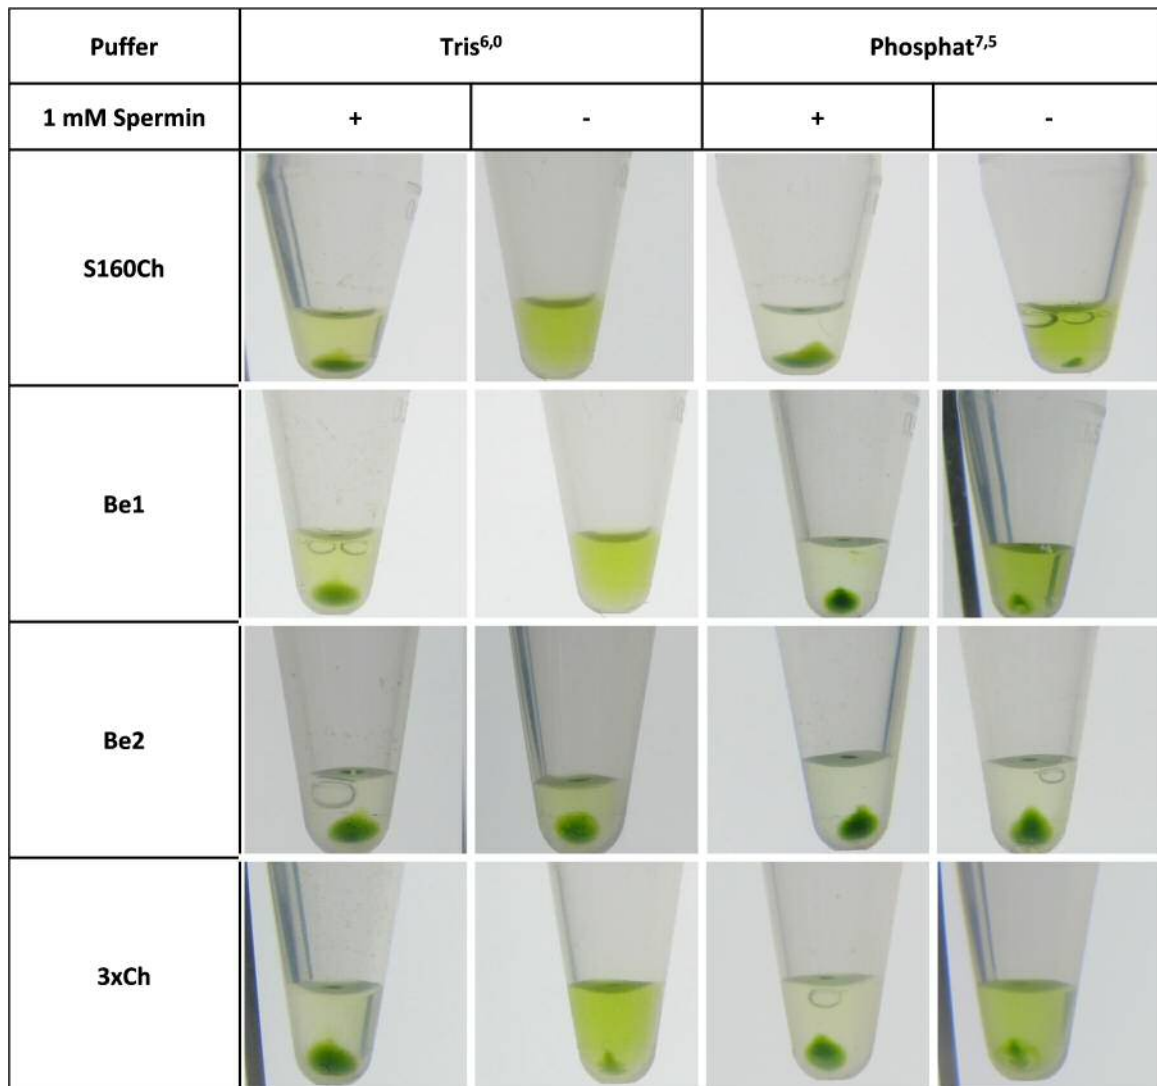 Puffer Tris6,0 Phosphat7,5
1 mM Spermin + - + -
S160Ch
Be1
Be2
3xCh